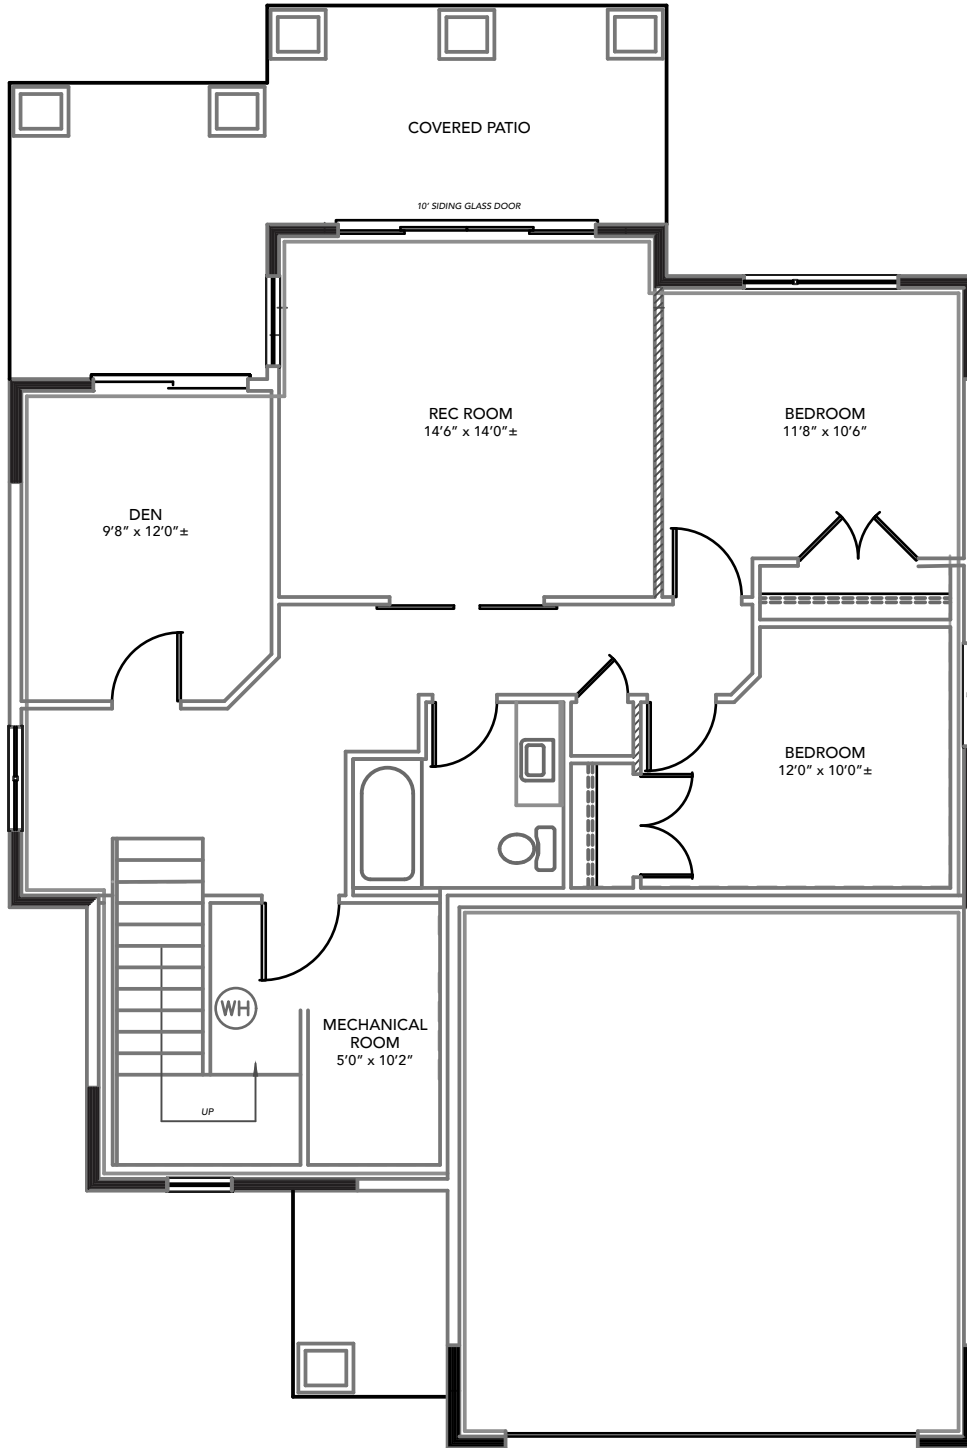 COVERED PATIO
10' SIDING GLASS DOOR
REC ROOM
14'6" x 14'0"±
BEDROOM
11'8" x 10'6"
DEN
9'8" x 12'0"±
BEDROOM
12'0" x 10'0"±
WH
MECHANICAL
ROOM
5'0" x 10'2"
UP